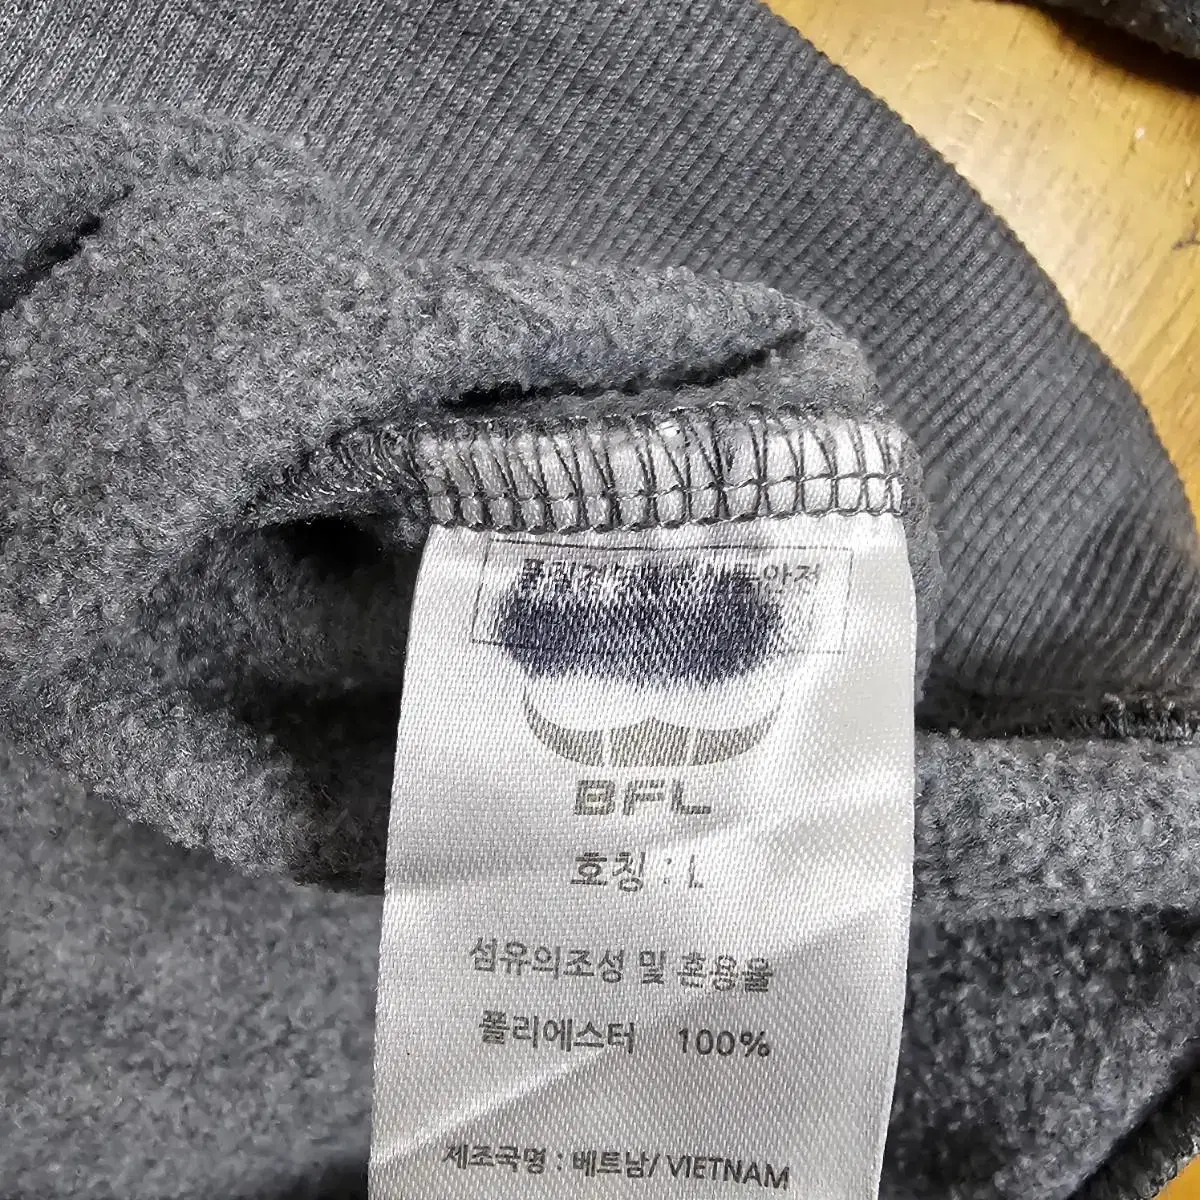 BFL
호칭 : L
섬유의조성 및 혼용율
폴리에스터 100%
제조국명 : 베트남/ VIETNAM